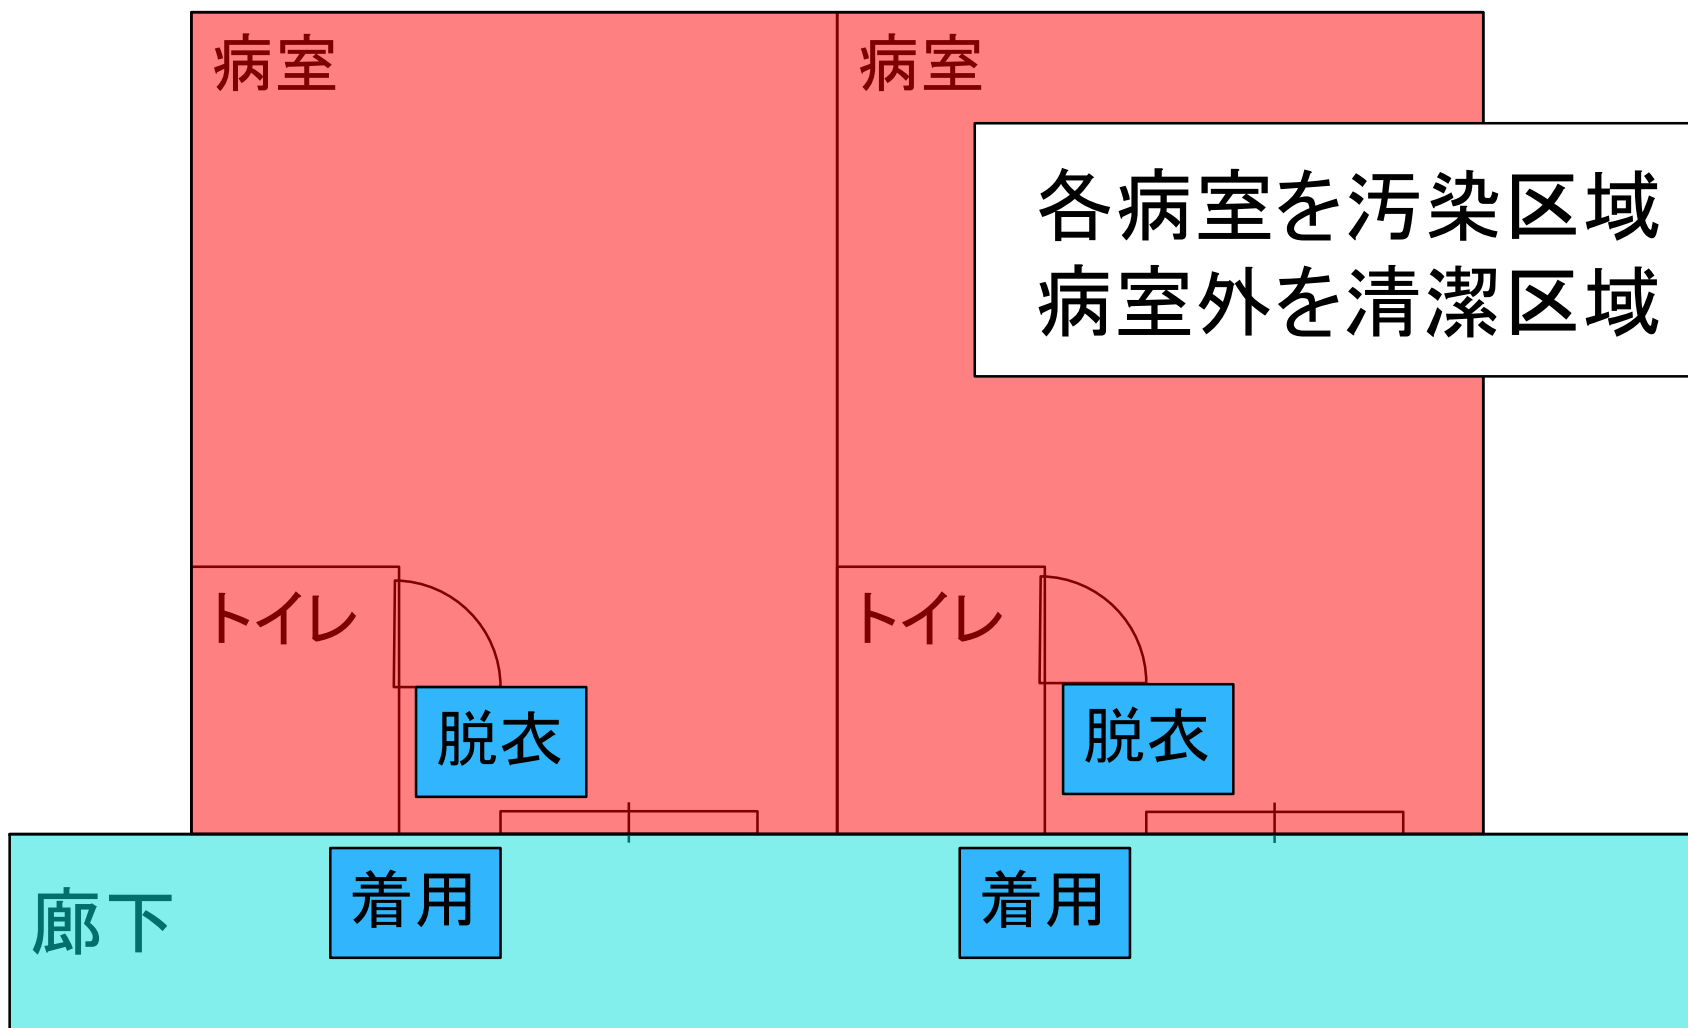 病室
病室
各病室を汚染区域
病室外を清潔区域
トイレ
トイレ
脱衣
脱衣
着用
着用
廊下